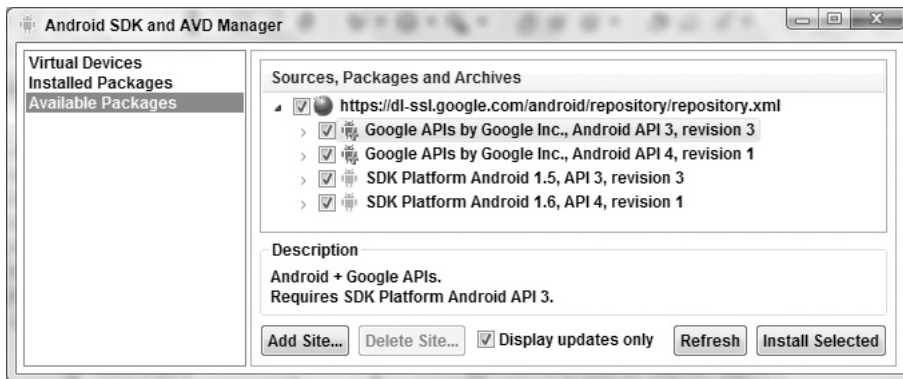 Android SDK and AVD Manager
Virtual Devices
Installed Packages
Available Packages
Sources, Packages and Archives
https://dl-ssl.google.com/android/repository/repository.xml
Google APIs by Google Inc., Android API 3, revision 3
Google APIs by Google Inc., Android API 4, revision 1
SDK Platform Android 1.5, API 3, revision 3
SDK Platform Android 1.6, API 4, revision 1
Description
Android + Google APIs.
Requires SDK Platform Android API 3.
Add Site... Delete Site... Display updates only Refresh Install Selected